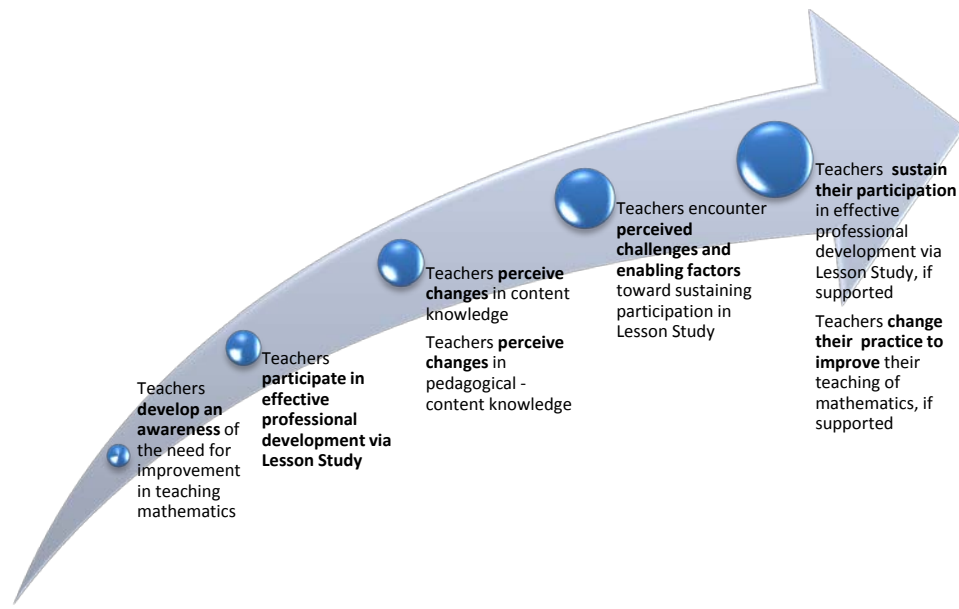 Teachers
develop an
awareness of
the need for
improvement
in teaching
mathematics
Teachers
participate in
effective
professional
development via
Lesson Study
Teachers perceive
changes in content
knowledge
Teachers perceive
changes in
pedagogical -
content knowledge
Teachers encounter
perceived
challenges and
enabling factors
toward sustaining
participation in
Lesson Study
Teachers sustain
their participation
in effective
professional
development via
Lesson Study, if
supported
Teachers change
their practice to
improve their
teaching of
mathematics, if
supported